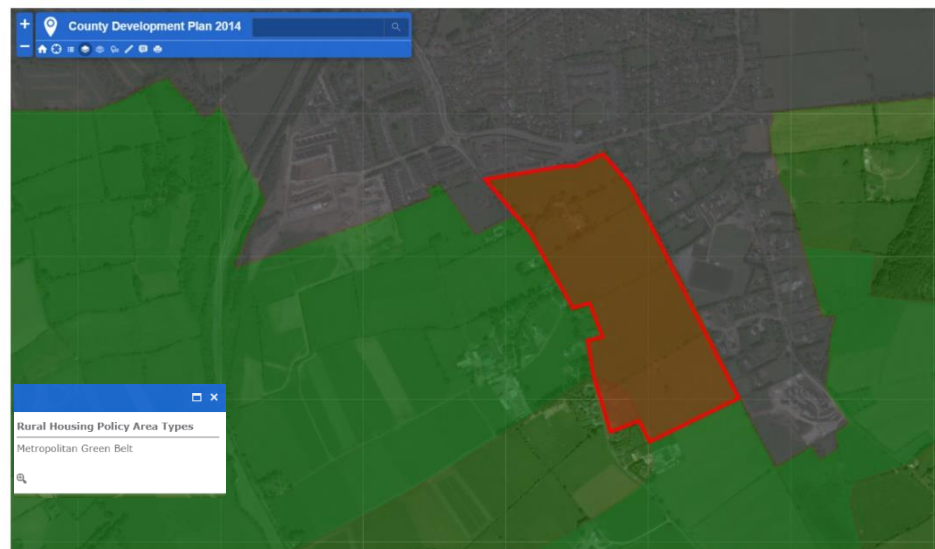 County Development Plan 2014
Rural Housing Policy Area Types
Metropolitan Green Belt